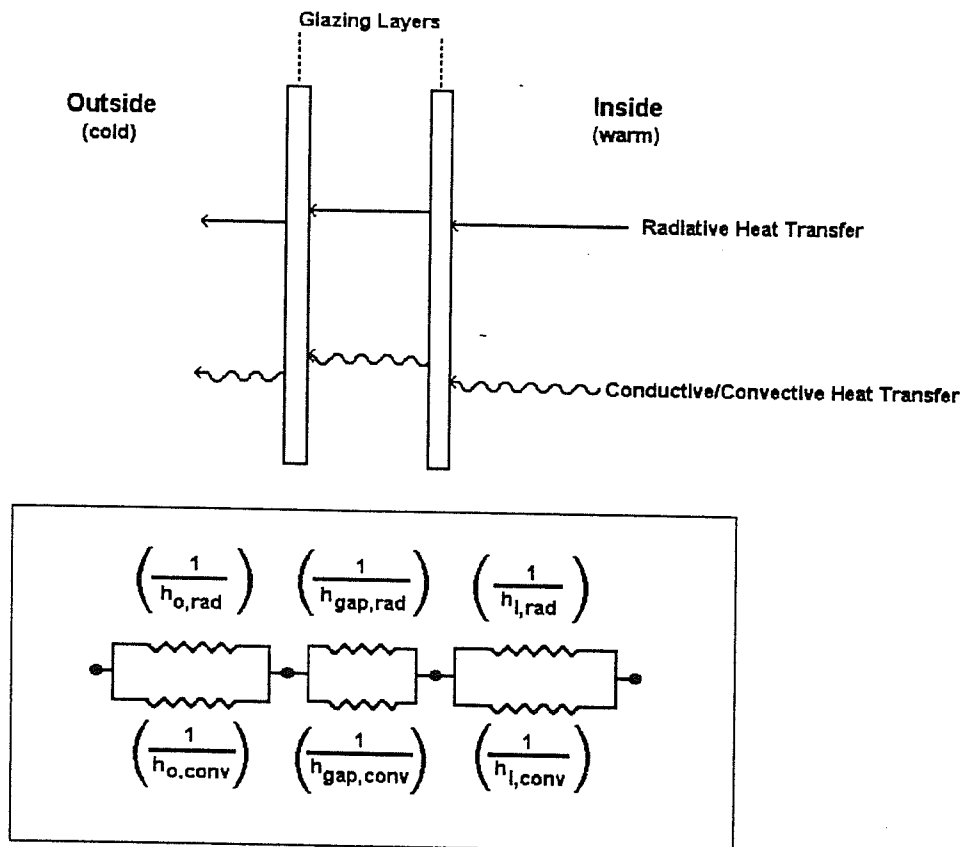 Glazing Layers
Outside
(cold)
Inside
(warm)
Radiative Heat Transfer
Conductive/Convective Heat Transfer
(1/h_o,rad) (1/h_gap,rad) (1/h_i,rad)
(1/h_o,conv) (1/h_gap,conv) (1/h_i,conv)